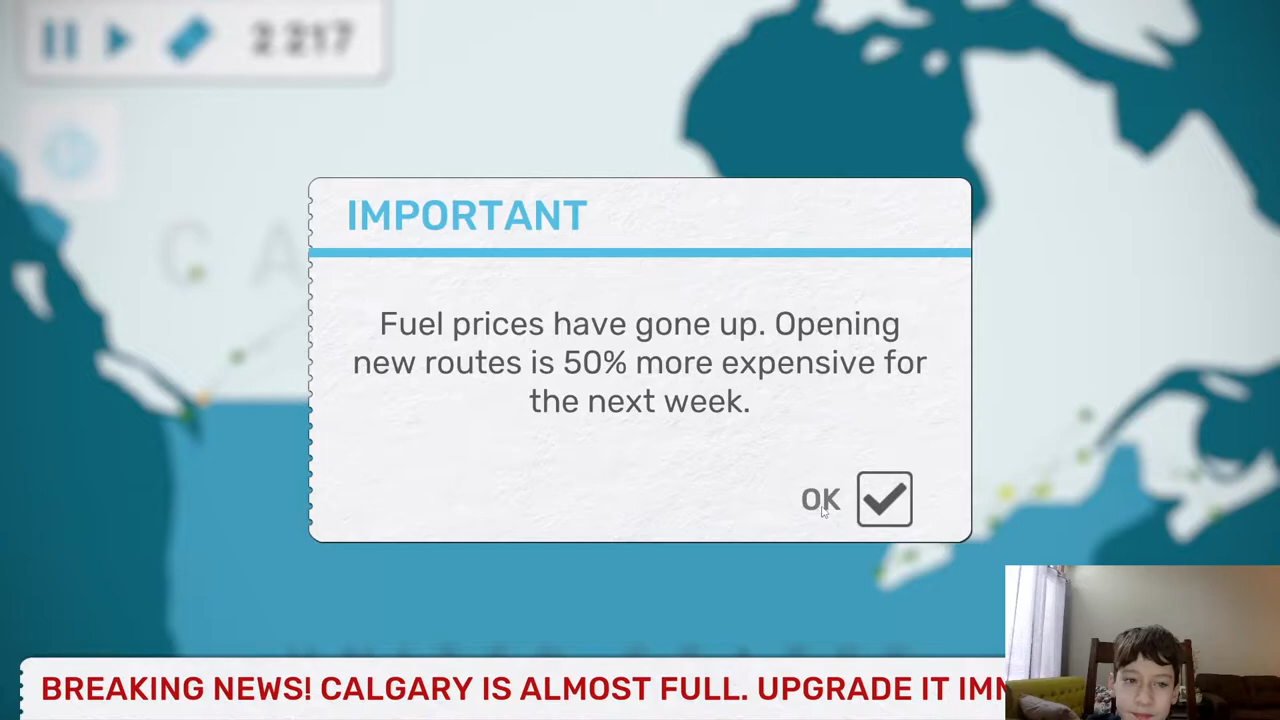 2 217
C A
IMPORTANT
Fuel prices have gone up. Opening
new routes is 50% more expensive for
the next week.
OK
BREAKING NEWS! CALGARY IS ALMOST FULL. UPGRADE IT IMM